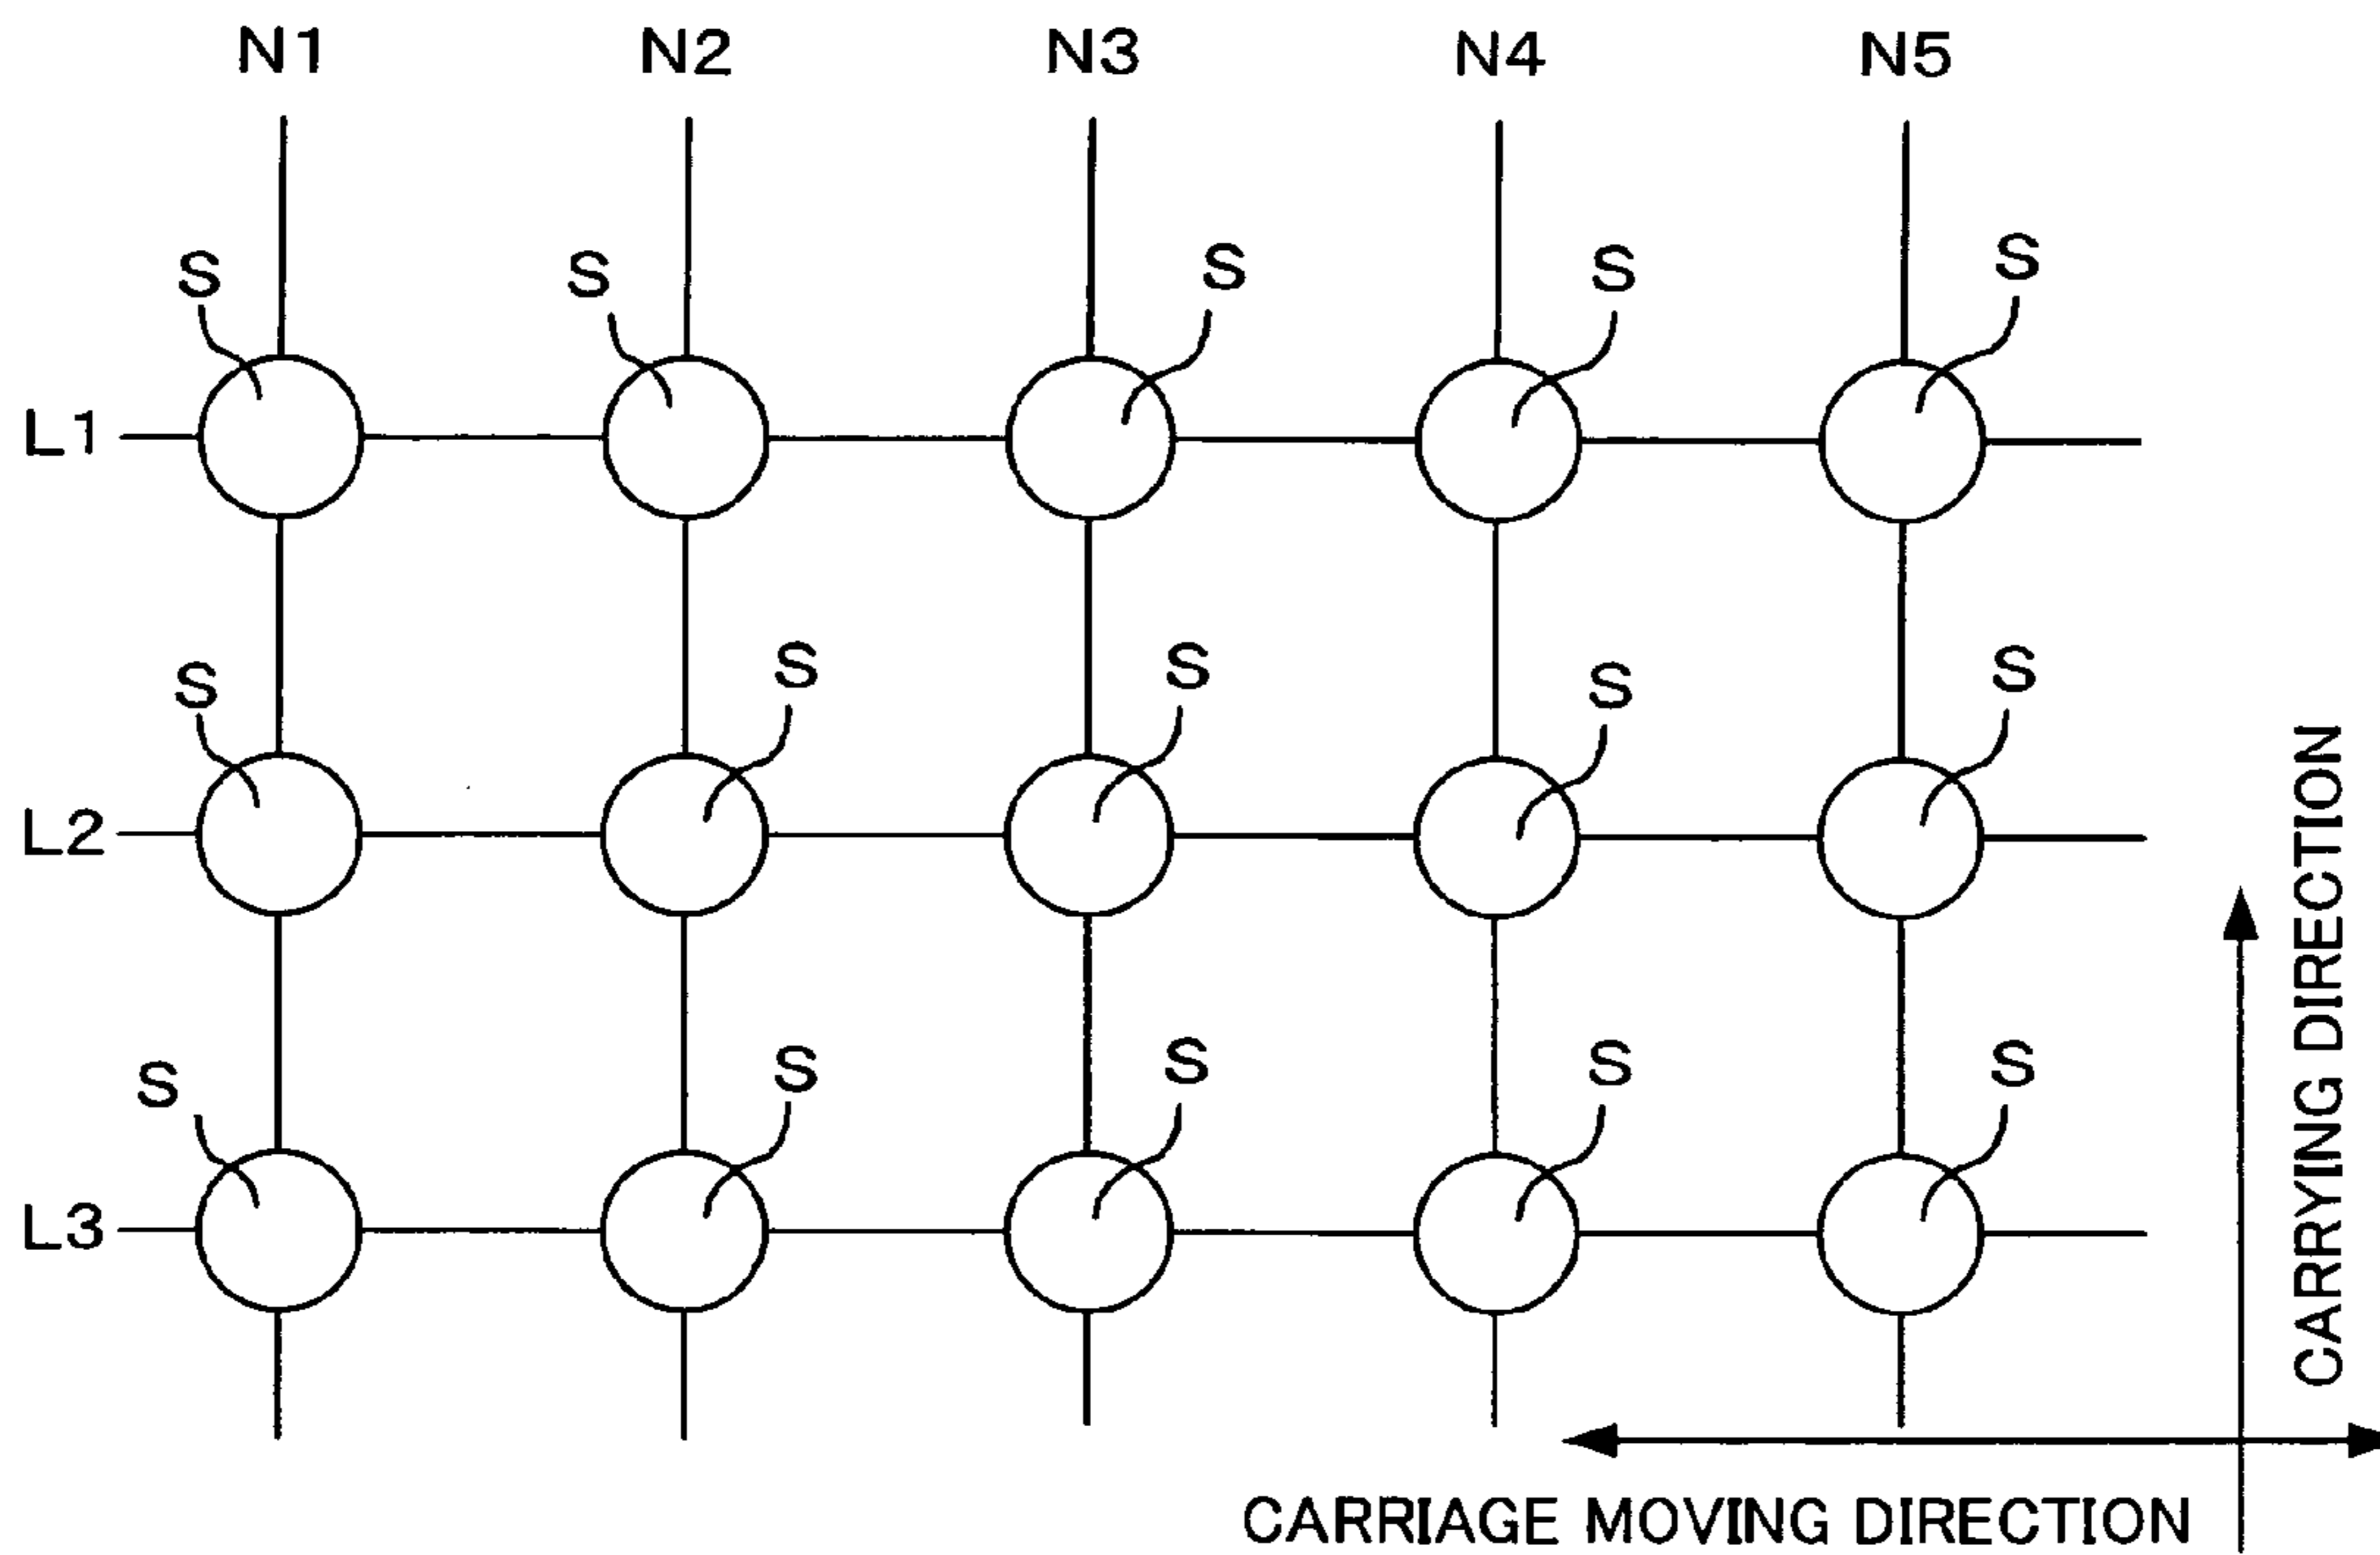 N1 N2 N3 N4 N5
S S S S S
L1
S S S S S
L2
S S S S S
L3
CARRYING DIRECTION
CARRIAGE MOVING DIRECTION